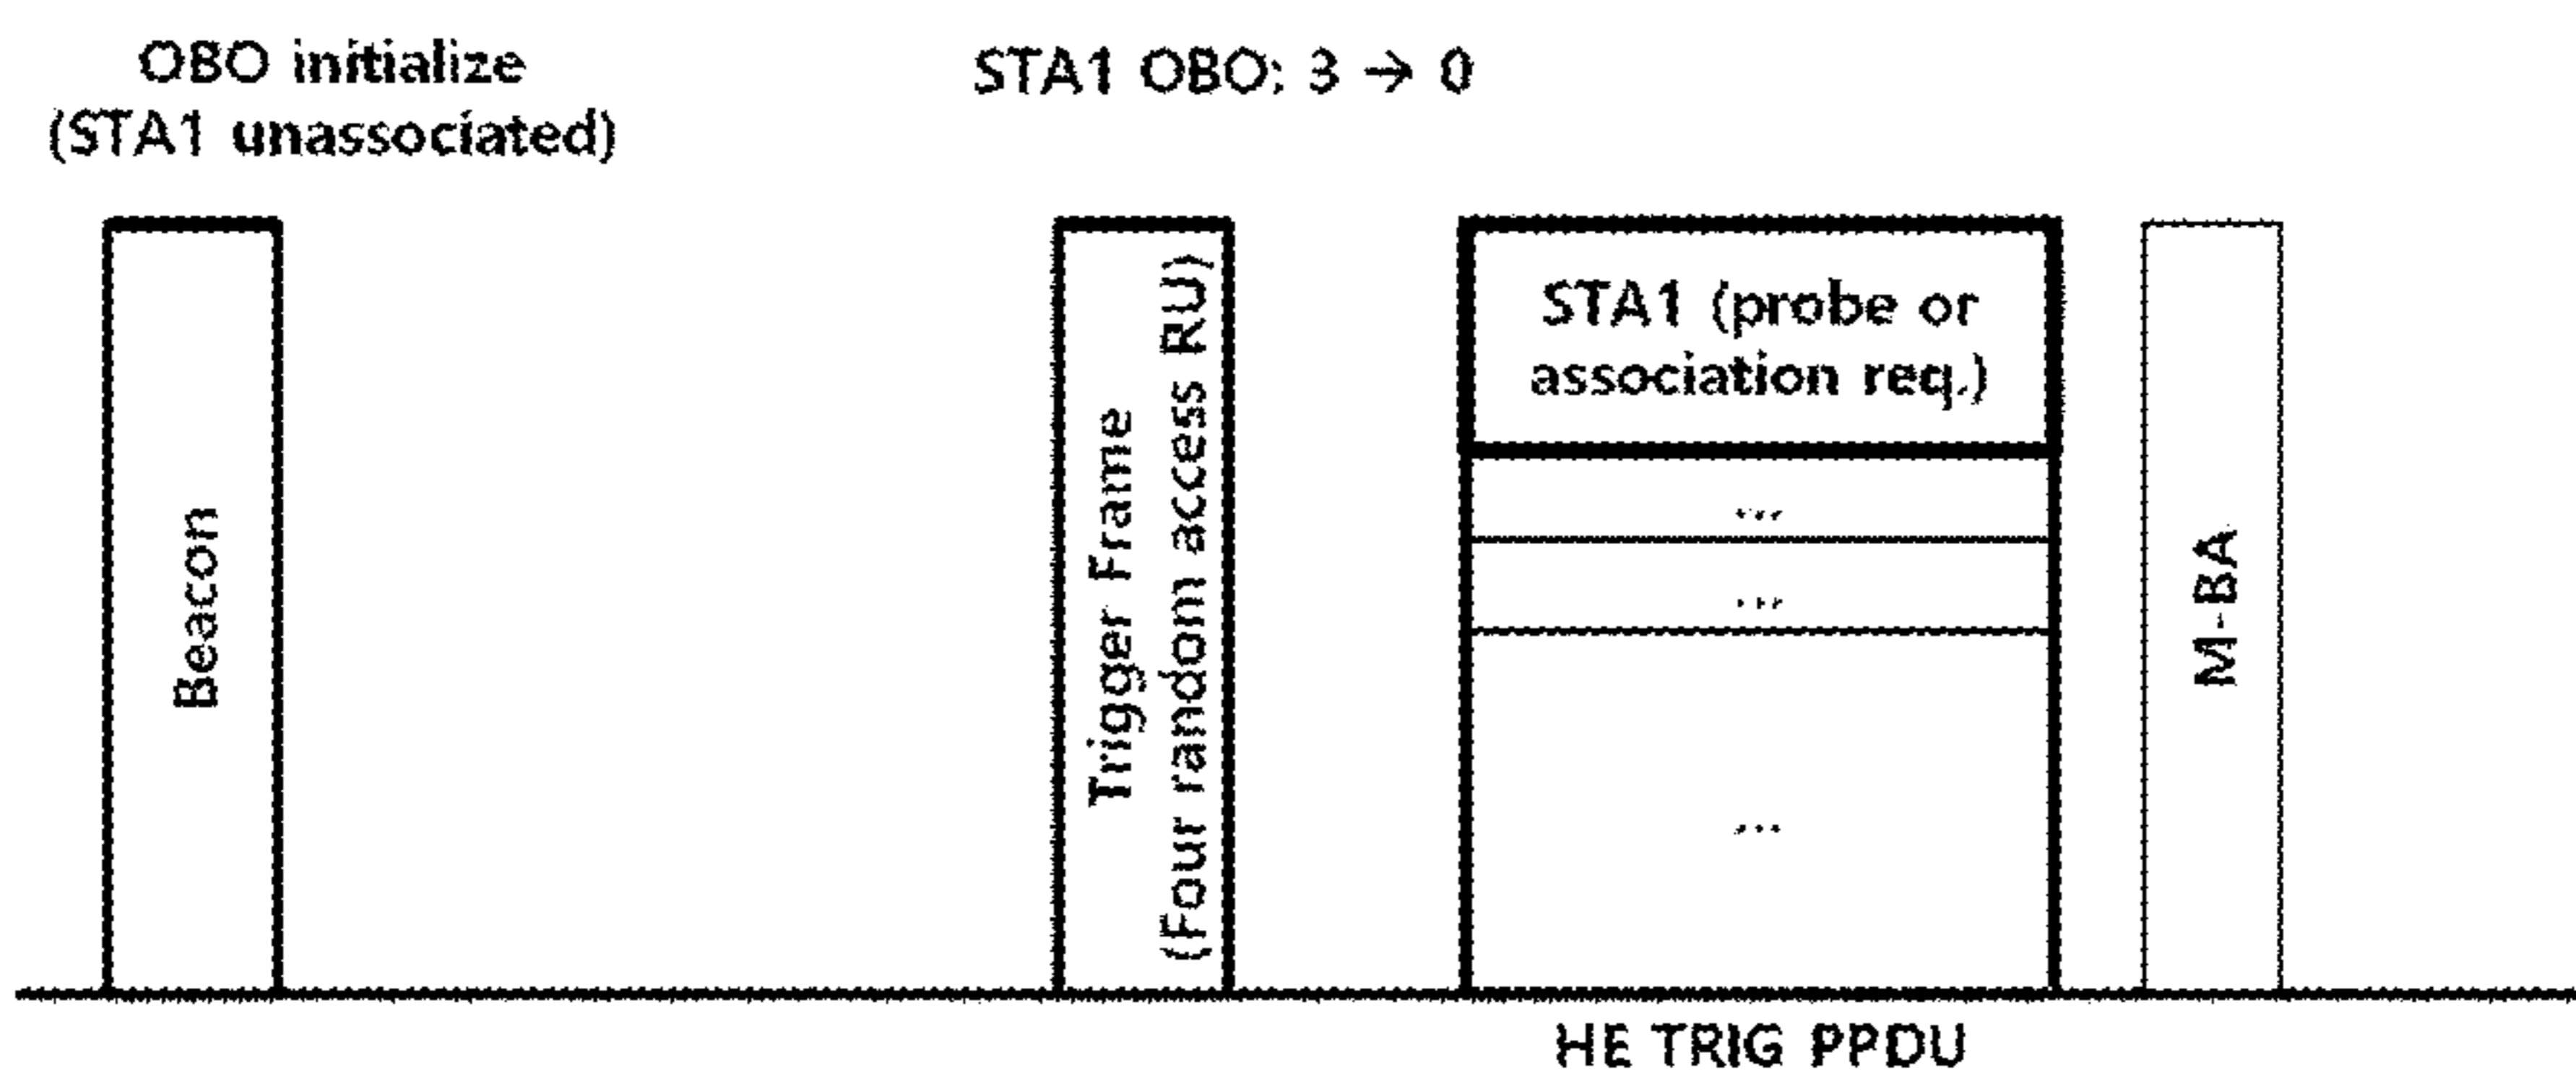 OBO initialize
(STA1 unassociated)
STA1 OBO: 3 → 0
Beacon
Trigger Frame
(Four random access RU)
STA1 (probe or
association req.)
...
...
...
M-BA
HE TRIG PPDU